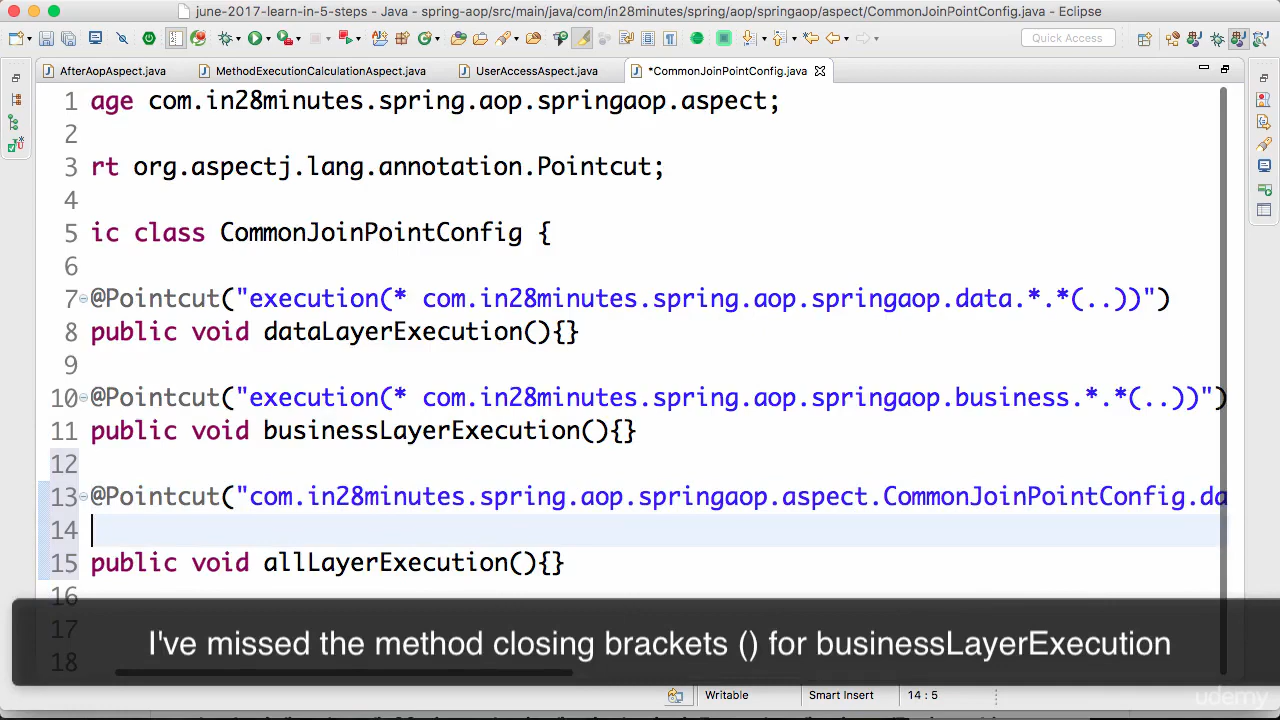 june-2017-learn-in-5-steps - Java - spring-aop/src/main/java/com/in28minutes/spring/aop/springaop/aspect/CommonJoinPointConfig.java - Eclipse
Quick Access
AfterAopAspect.java MethodExecutionCalculationAspect.java UserAccessAspect.java *CommonJoinPointConfig.java
1 age com.in28minutes.spring.aop.springaop.aspect;
2
3 rt org.aspectj.lang.annotation.Pointcut;
4
5 ic class CommonJoinPointConfig {
6
7 @Pointcut("execution(* com.in28minutes.spring.aop.springaop.data.*.*(..))")
8 public void dataLayerExecution(){}
9
10 @Pointcut("execution(* com.in28minutes.spring.aop.springaop.business.*.*(..))")
11 public void businessLayerExecution(){}
12
13 @Pointcut("com.in28minutes.spring.aop.springaop.aspect.CommonJoinPointConfig.da
14
15 public void allLayerExecution(){}
16
17
I've missed the method closing brackets () for businessLayerExecution
18
Writable Smart Insert 14 : 5
udemy